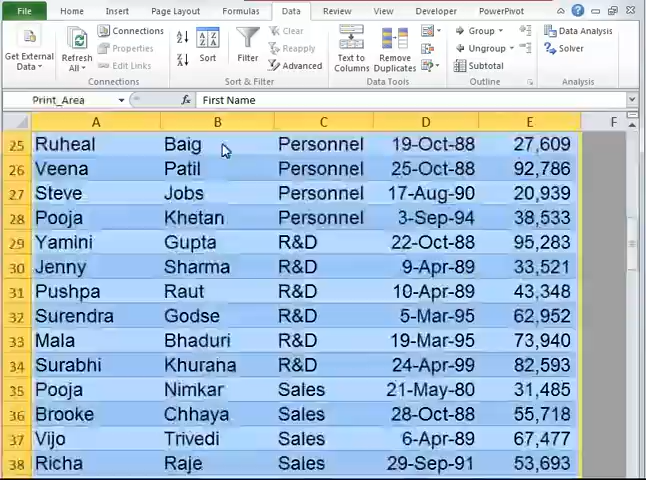 File Home Insert Page Layout Formulas Data Review Developer PowerPivot
Get External Data Refresh All Connections Properties Edit Links Sort Filter Clear Reapply Advanced Text to Columns Remove Duplicates Group Ungroup Subtotal Data Analysis Solver
Connections Sort & Filter Data Tools Outline Analysis
Print_Area fx First Name
A B C D E F
25 Ruheal Baig Personnel 19-Oct-88 27,609
26 Veena Patil Personnel 25-Oct-88 92,786
27 Steve Jobs Personnel 17-Aug-90 20,939
28 Pooja Khetan Personnel 3-Sep-94 38,533
29 Yamini Gupta R&D 22-Oct-88 95,283
30 Jenny Sharma R&D 9-Apr-89 33,521
31 Pushpa Raut R&D 10-Apr-89 43,348
32 Surendra Godse R&D 5-Mar-95 62,952
33 Mala Bhaduri R&D 19-Mar-95 73,940
34 Surabhi Khurana R&D 24-Apr-99 82,593
35 Pooja Nimkar Sales 21-May-80 31,485
36 Brooke Chhaya Sales 28-Oct-88 55,718
37 Vijo Trivedi Sales 6-Apr-89 67,477
38 Richa Raje Sales 29-Sep-91 53,693